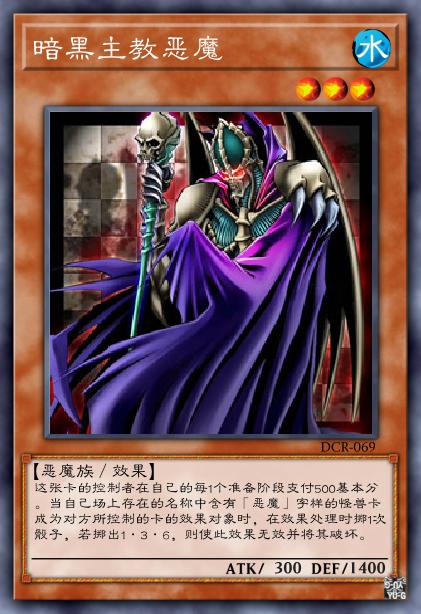 暗黑主教恶魔
水
DCR-069
【恶魔族/效果】
这张卡的控制者在自己的每1个准备阶段支付500基本分
。当自己场上存在的名称中含有「恶魔」字样的怪兽卡
成为对方所控制的卡的效果对象时，在效果处理时掷1次
骰子，若掷出1·3·6，则使此效果无效并将其破坏。
ATK/ 300 DEF/1400